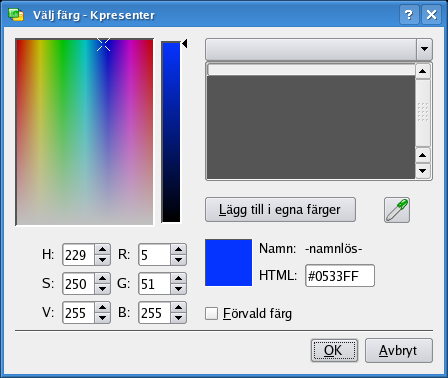 Välj färg - Kpresenter
Lägg till i egna färger
H: 229 R: 5
S: 250 G: 51
V: 255 B: 255
Namn: -namnlös-
HTML: #0533FF
Förvald färg
OK Avbryt